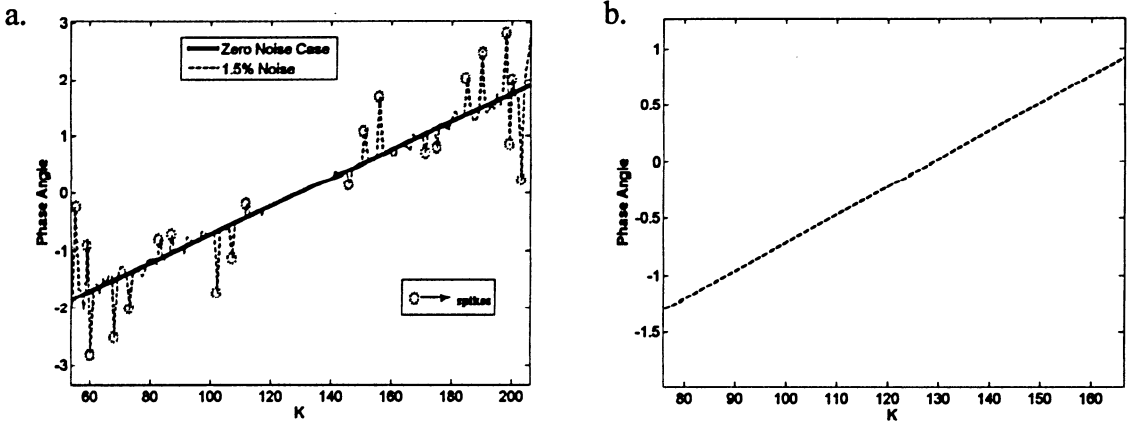 a.
3
2
1
0
-1
-2
-3
Phase Angle
Zero Noise Case
1.5% Noise
spikes
60 80 100 120 140 160 180 200
K
b.
1
0.5
0
-0.5
-1
-1.5
Phase Angle
80 90 100 110 120 130 140 150 160
K